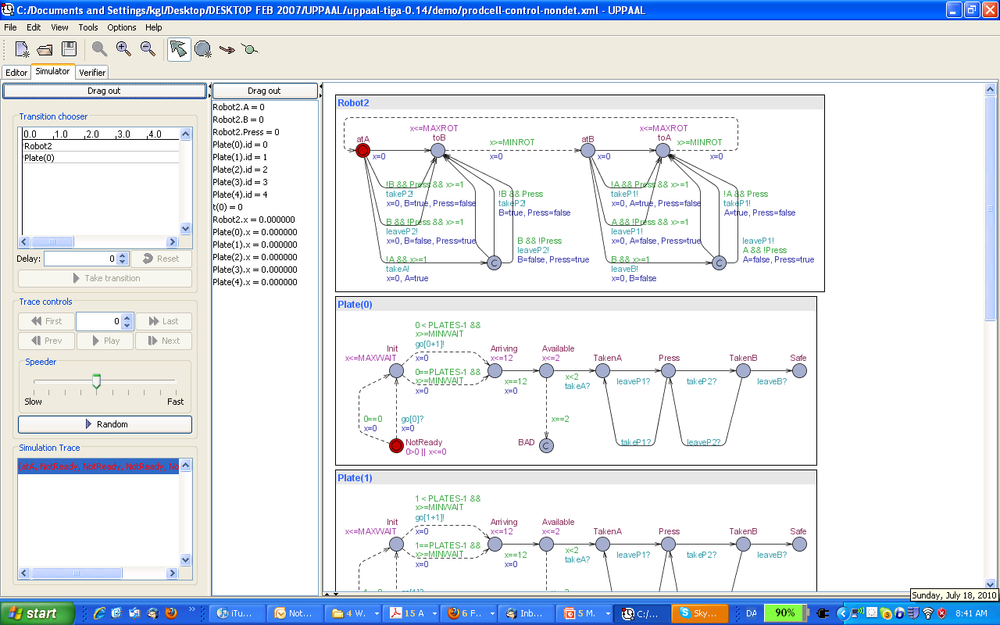 C:/Documents and Settings/kgl/Desktop/DESKTOP FEB 2007/UPPAAL/uppaal-tiga-0.14/demo/prodcell-control-nondet.xml - UPPAAL
File Edit View Tools Options Help
Editor Simulator Verifier
Drag out
Transition chooser
0.0 ,1.0 ,2.0 ,3.0 ,4.0
Robot2
Plate(0)
Delay: 0 Reset
Take transition
Trace controls
First 0 Last
Prev Play Next
Speeder
Slow Fast
Random
Simulation Trace
(atA, NotReady, NotReady, NotReady, No
Drag out
Robot2.A = 0
Robot2.B = 0
Robot2.Press = 0
Plate(0).id = 0
Plate(1).id = 1
Plate(2).id = 2
Plate(3).id = 3
Plate(4).id = 4
t(0) = 0
Robot2.x = 0.000000
Plate(0).x = 0.000000
Plate(1).x = 0.000000
Plate(2).x = 0.000000
Plate(3).x = 0.000000
Plate(4).x = 0.000000
Robot2
x<=MAXROT
x<=MAXROT
atA toB x>=MINROT atB toA x>=MINROT
x=0 x=0 x=0 x=0
!B && Press && x>=1
takeP2!
x=0, B=true, Press=false
B && !Press && x>=1
leaveP2!
x=0, B=false, Press=true
!A && x>=1
takeA!
x=0, A=true
!B && Press
takeP2!
B=true, Press=false
B && !Press
leaveP2!
B=false, Press=true
C
!A && Press && x>=1
takeP1!
x=0, A=true, Press=false
A && !Press && x>=1
leaveP1!
x=0, A=false, Press=true
B && x>=1
leaveB!
x=0, B=false
!A && Press
takeP1!
A=true, Press=false
leaveP1!
A && !Press
A=false, Press=true
C
Plate(0)
0 < PLATES-1 &&
x>=MINWAIT
go[0+1]!
x=0
Init
x<=MAXWAIT
0==PLATES-1 &&
x>=MINWAIT
x=0
Arriving
x<=12
x==12
x=0
Available
x<=2
x<2
takeA?
TakenA Press TakenB Safe
leaveP1? takeP2? leaveB?
takeP1? leaveP2?
0==0
x=0
go[0]?
x=0
NotReady
0>0 || x<=0
x==2
BAD C
Plate(1)
1 < PLATES-1 &&
x>=MINWAIT
go[1+1]!
x=0
Init
x<=MAXWAIT
1==PLATES-1 &&
x>=MINWAIT
x=0
Arriving
x<=12
x==12
x=0
Available
x<=2
x<2
takeA?
TakenA Press TakenB Safe
leaveP1? takeP2? leaveB?
Sunday, July 18, 2010
start iTu... Not... 4 W... 15 A 6 F... Inb... 5 M... C:/... Sky... DA 90% 8:41 AM